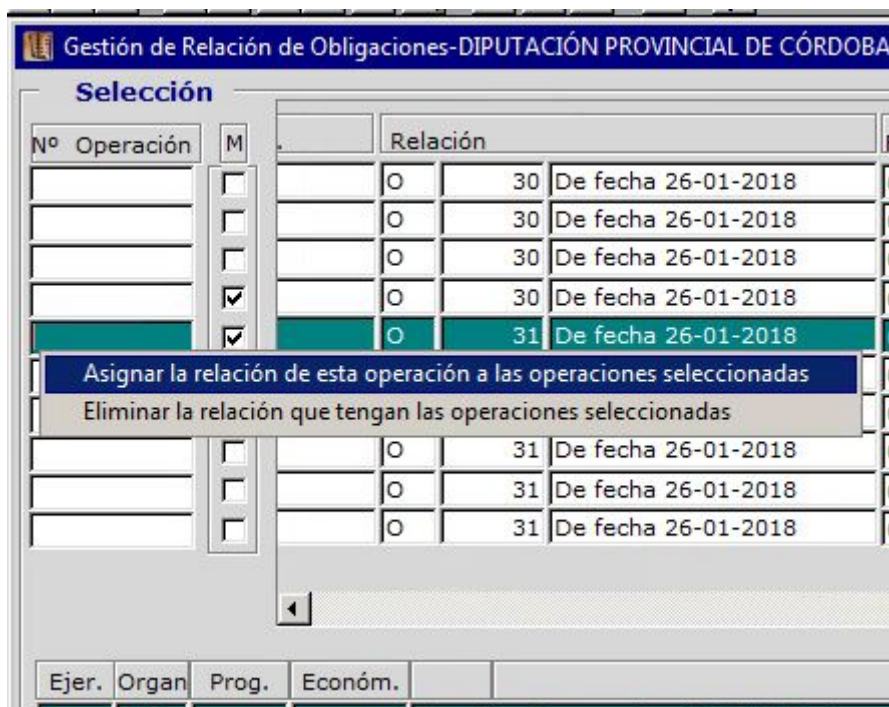 Gestión de Relación de Obligaciones-DIPUTACIÓN PROVINCIAL DE CÓRDOBA
Selección
Nº Operación M . Relación
O 30 De fecha 26-01-2018
O 30 De fecha 26-01-2018
O 30 De fecha 26-01-2018
O 30 De fecha 26-01-2018
O 31 De fecha 26-01-2018
Asignar la relación de esta operación a las operaciones seleccionadas
Eliminar la relación que tengan las operaciones seleccionadas
O 31 De fecha 26-01-2018
O 31 De fecha 26-01-2018
O 31 De fecha 26-01-2018
Ejer. Organ Prog. Económ.